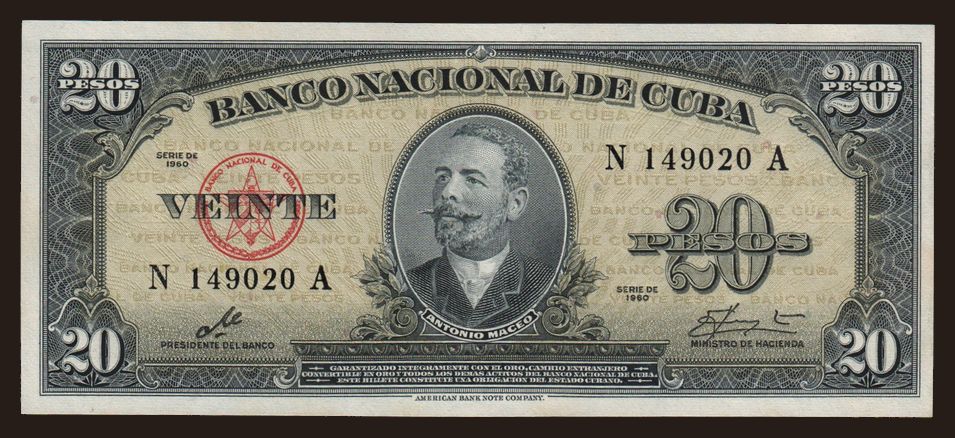 20 PESOS
20 PESOS
BANCO NACIONAL DE CUBA
SERIE DE
1960
BANCO NACIONAL DE CUBA
N 149020 A
VEINTE
20
PESOS
N 149020 A
SERIE DE
1960
ANTONIO MACEO
Che
PRESIDENTE DEL BANCO
MINISTRO DE HACIENDA
20
20
GARANTIZADO INTEGRAMENTE CON EL ORO, CAMBIO EXTRANJERO
CONVERTIBLE EN ORO Y TODOS LOS DEMAS ACTIVOS DEL BANCO NACIONAL DE CUBA.
ESTE BILLETE CONSTITUYE UNA OBLIGACION DEL ESTADO CUBANO.
AMERICAN BANK NOTE COMPANY.